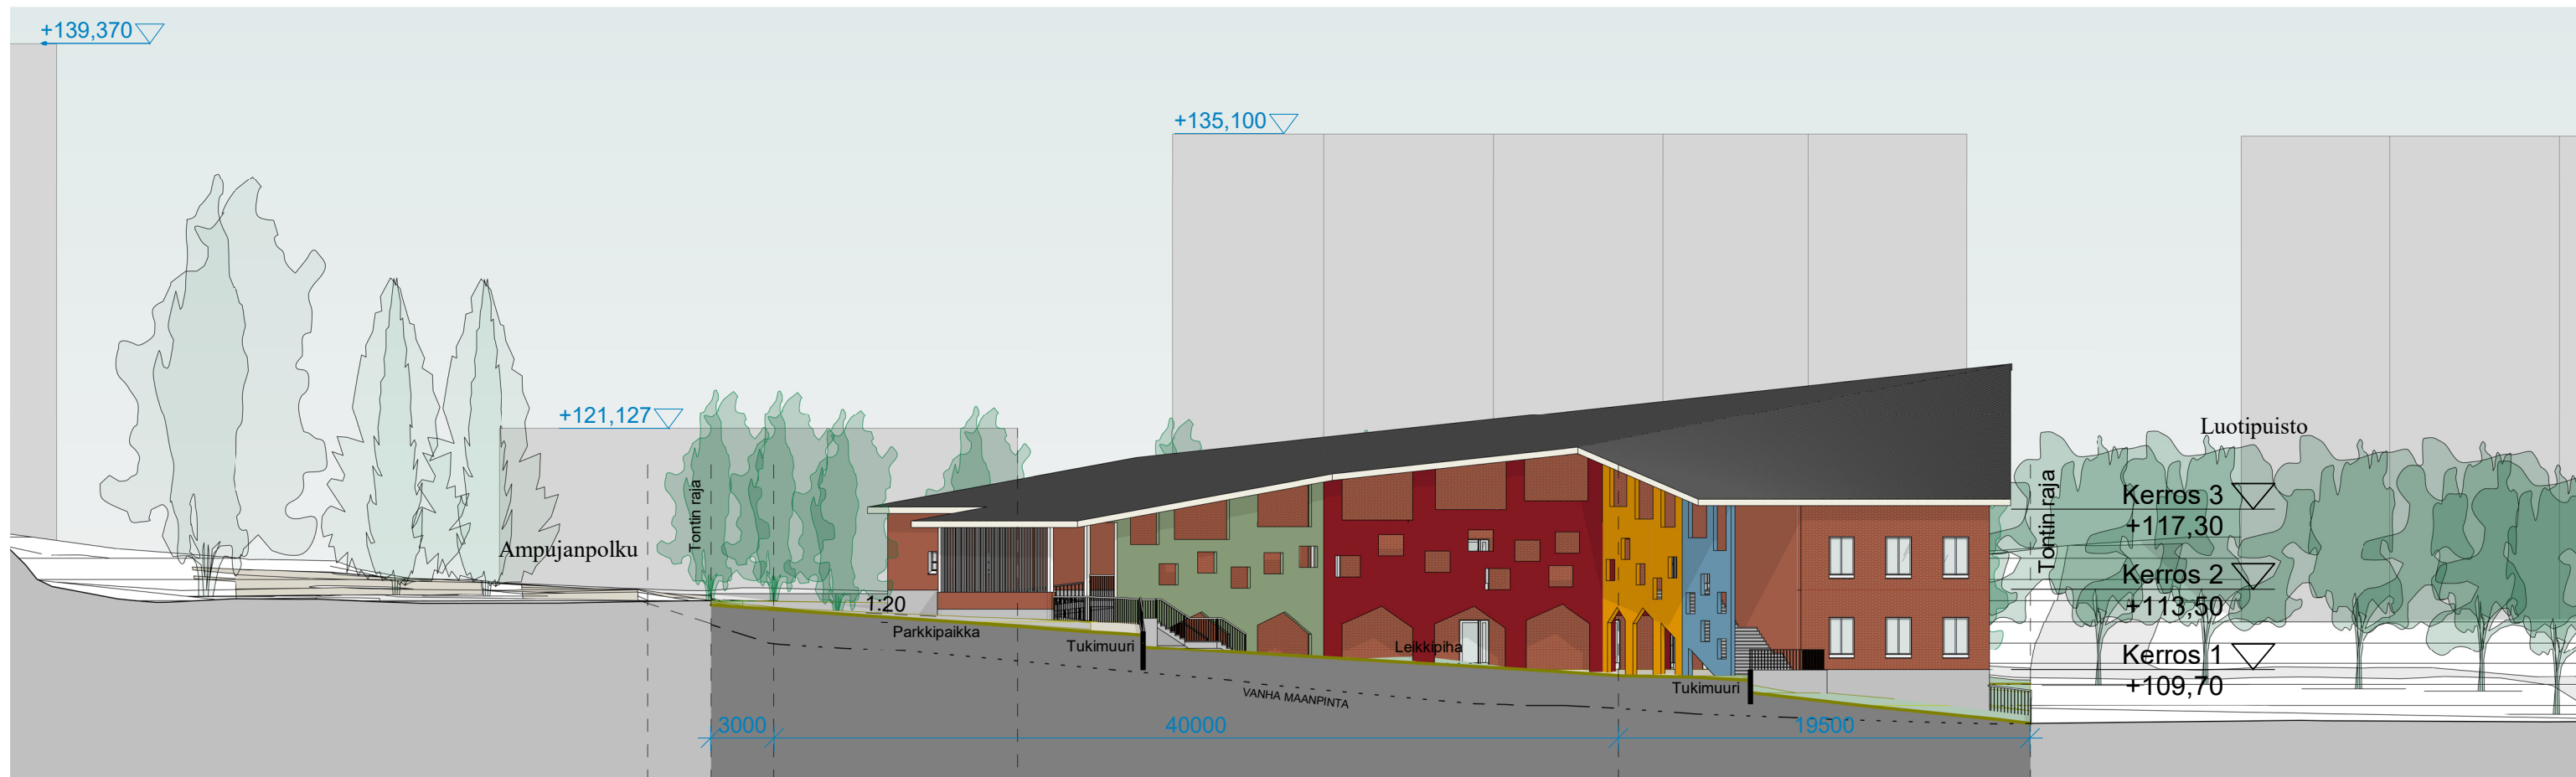 +139,370
+135,100
+121,127
Luotipuisto
Tontin raja
Tontin raja
Kerros 3
+117,30
Ampujanpolku
Kerros 2
+113,50
1:20
Parkkipaikka
Tukimuuri
Leikkipiha
Kerros 1
+109,70
Tukimuuri
VANHA MAANPINTA
3000
40000
19500